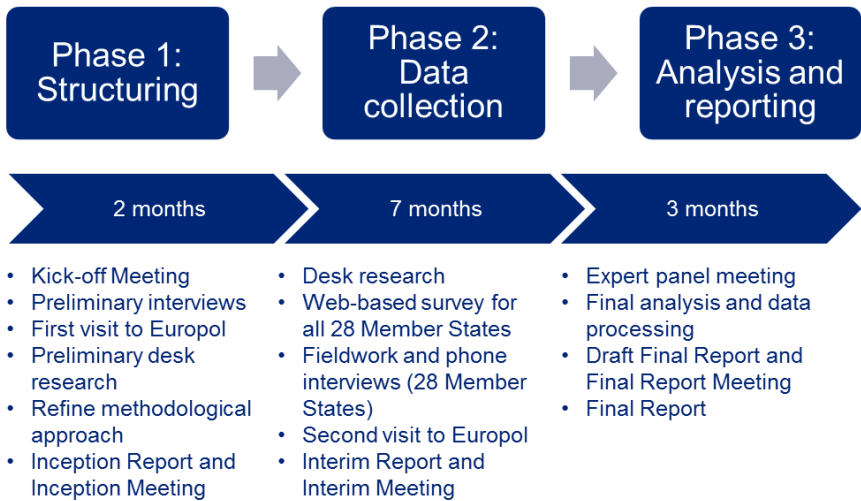 Phase 1:
Structuring
Phase 2:
Data
collection
Phase 3:
Analysis and
reporting
2 months
7 months
3 months
• Kick-off Meeting
• Preliminary interviews
• First visit to Europol
• Preliminary desk
research
• Refine methodological
approach
• Inception Report and
Inception Meeting
• Desk research
• Web-based survey for
all 28 Member States
• Fieldwork and phone
interviews (28 Member
States)
• Second visit to Europol
• Interim Report and
Interim Meeting
• Expert panel meeting
• Final analysis and data
processing
• Draft Final Report and
Final Report Meeting
• Final Report